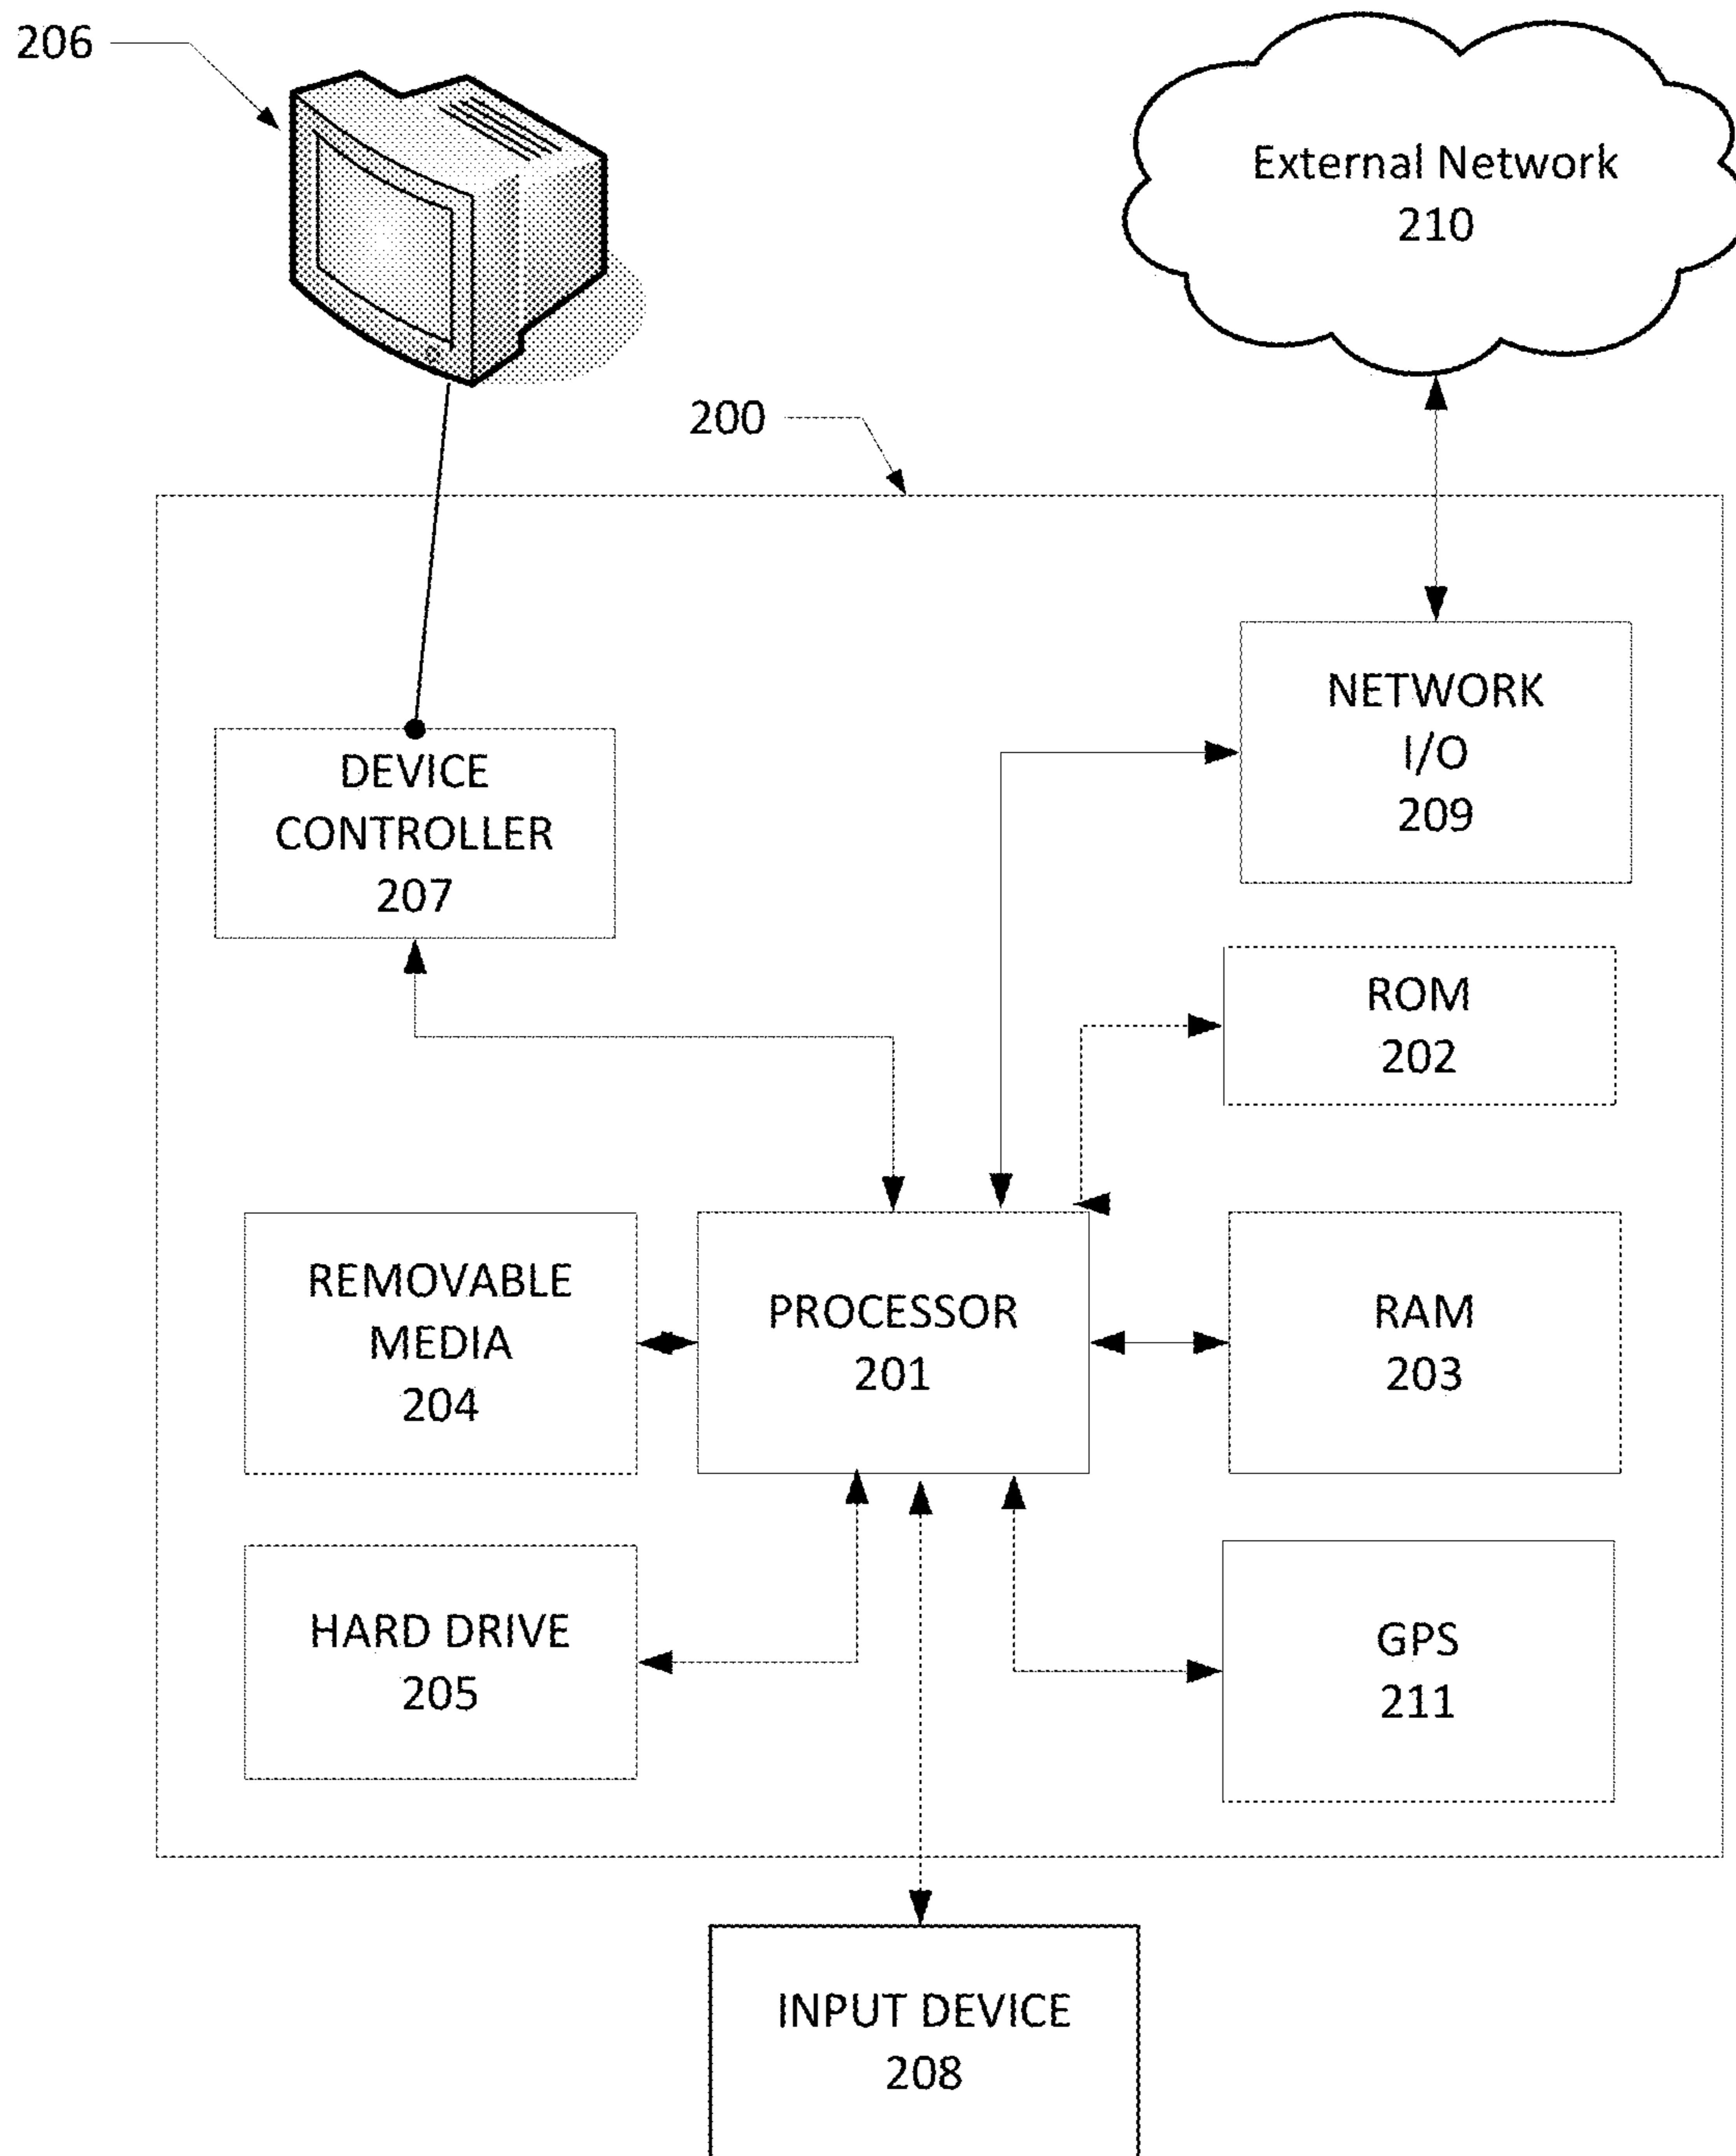 206
External Network
210
200
NETWORK
I/O
209
DEVICE
CONTROLLER
207
ROM
202
REMOVABLE
MEDIA
204
PROCESSOR
201
RAM
203
HARD DRIVE
205
GPS
211
INPUT DEVICE
208